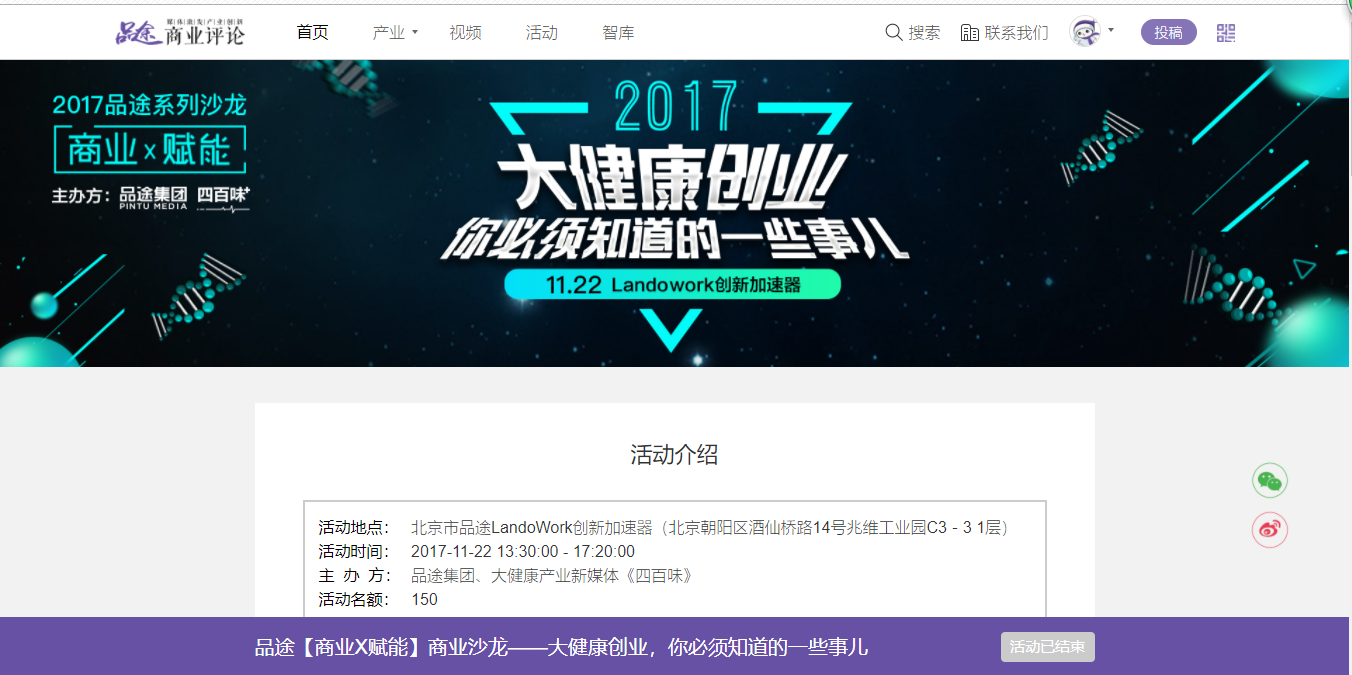 品途 商业评论
媒体激发产业创新
首页 产业 视频 活动 智库 搜索 联系我们 投稿
2017品途系列沙龙
商业x赋能
主办方：品途集团 四百味+
PINTU MEDIA
2017
大健康创业
你必须知道的一些事儿
11.22 Landowork创新加速器
活动介绍
活动地点： 北京市品途LandoWork创新加速器（北京朝阳区酒仙桥路14号兆维工业园C3 - 3 1层）
活动时间： 2017-11-22 13:30:00 - 17:20:00
主 办 方： 品途集团、大健康产业新媒体《四百味》
活动名额： 150
品途【商业X赋能】商业沙龙——大健康创业，你必须知道的一些事儿 活动已结束